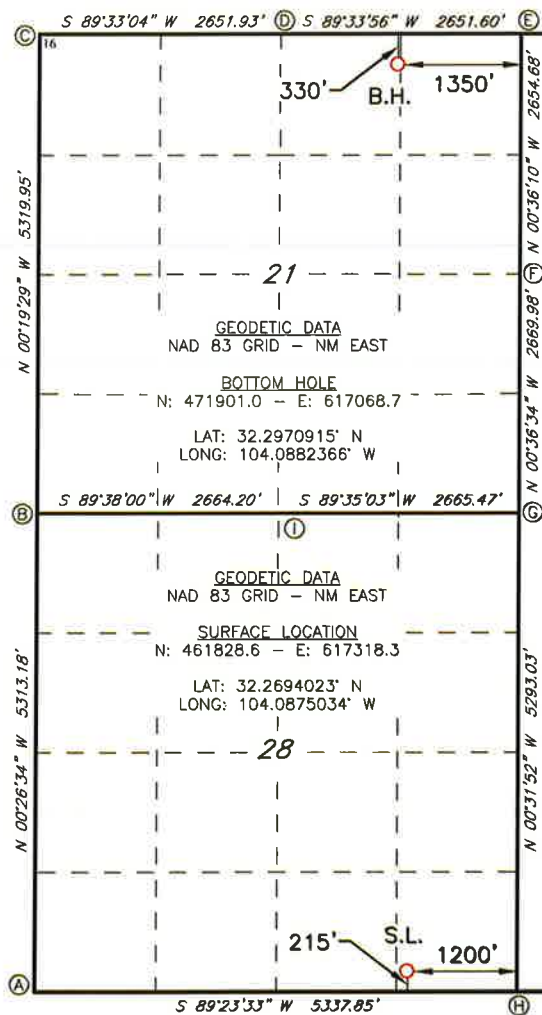 S 89°33'04" W 2651.93' D S 89°33'56" W 2651.60' E
C
16
330'
B.H.
1350'
N 00°36'10" W 2654.68'
N 00°19'29" W 5319.95'
21
F
GEODETIC DATA
NAD 83 GRID – NM EAST
BOTTOM HOLE
N: 471901.0 – E: 617068.7
LAT: 32.2970915° N
LONG: 104.0882366° W
N 00°36'34" W 2669.98'
S 89°38'00" W 2664.20' S 89°35'03" W 2665.47'
B
I
G
GEODETIC DATA
NAD 83 GRID – NM EAST
SURFACE LOCATION
N: 461828.6 – E: 617318.3
LAT: 32.2694023° N
LONG: 104.0875034° W
28
N 00°26'34" W 5313.18'
N 00°31'52" W 5293.03'
215'
S.L.
1200'
A
S 89°23'33" W 5337.85'
H